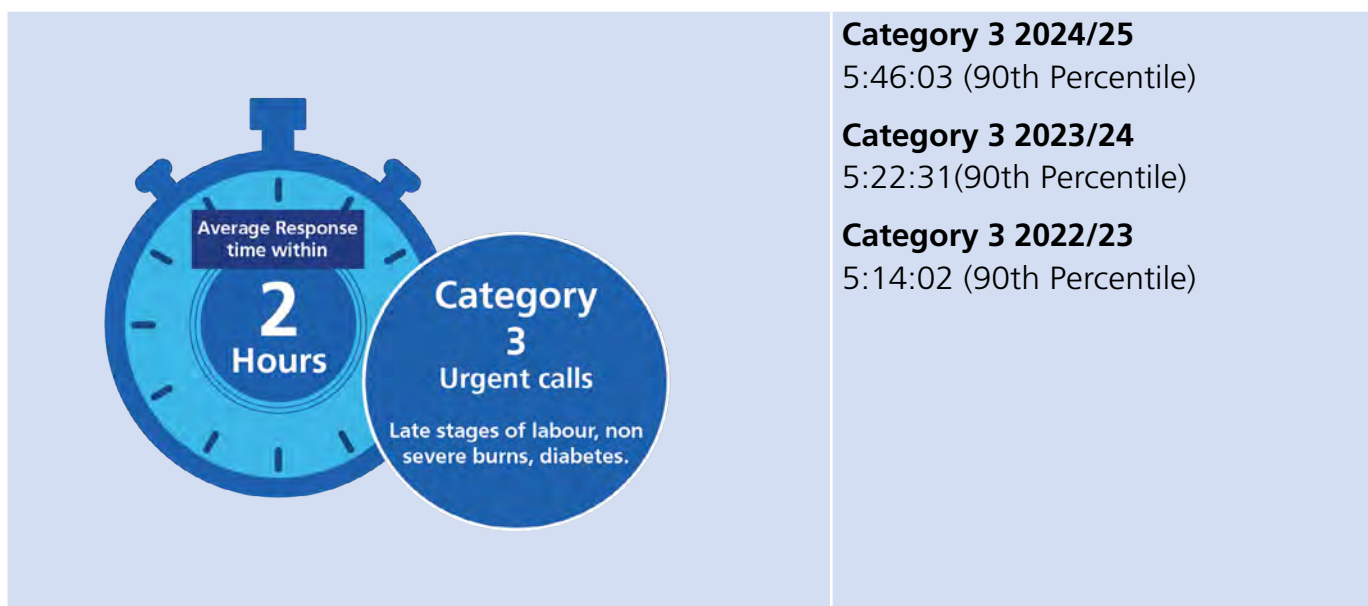 Average Response
time within
2
Hours
Category
3
Urgent calls
Late stages of labour, non
severe burns, diabetes.
Category 3 2024/25
5:46:03 (90th Percentile)
Category 3 2023/24
5:22:31(90th Percentile)
Category 3 2022/23
5:14:02 (90th Percentile)